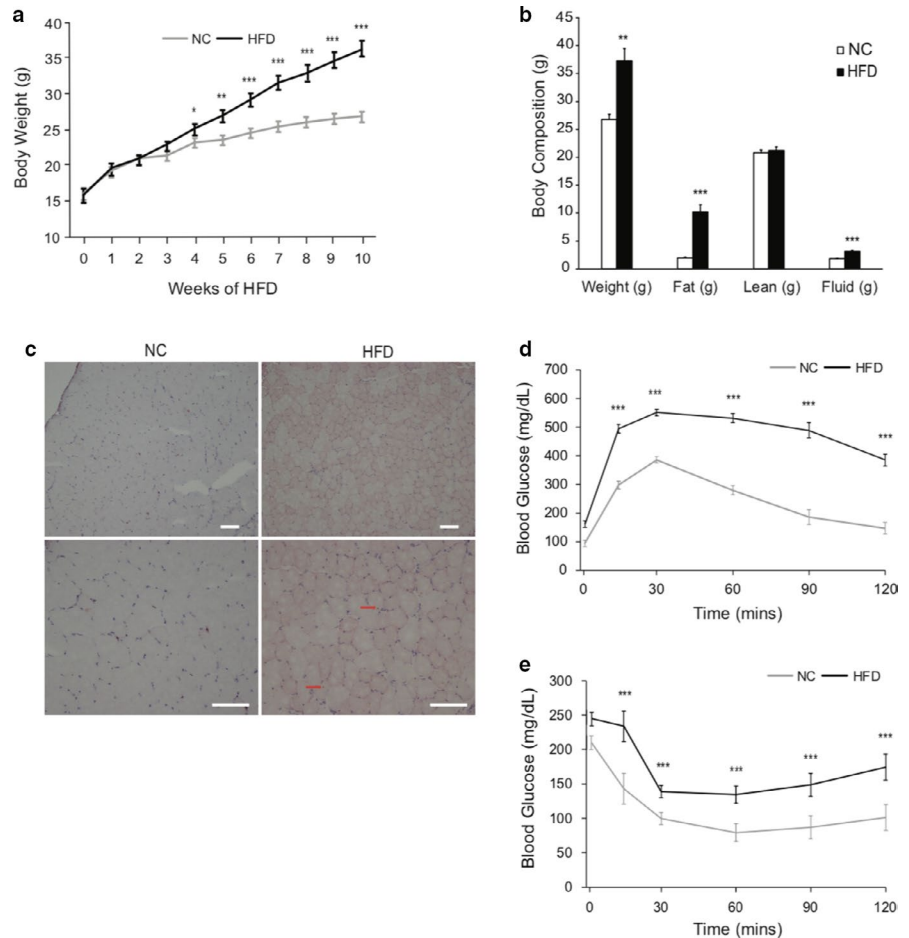 a
NC HFD
Body Weight (g)
40
35
30
25
20
15
10
* ** *** *** *** *** ***
0 1 2 3 4 5 6 7 8 9 10
Weeks of HFD
b
NC
HFD
Body Composition (g)
45
40
35
30
25
20
15
10
5
0
** *** ***
Weight (g) Fat (g) Lean (g) Fluid (g)
c
NC HFD
d
NC HFD
Blood Glucose (mg/dL)
700
600
500
400
300
200
100
0
*** *** *** *** ***
0 30 60 90 120
Time (mins)
e
NC HFD
Blood Glucose (mg/dL)
300
250
200
150
100
50
0
*** *** *** *** ***
0 30 60 90 120
Time (mins)